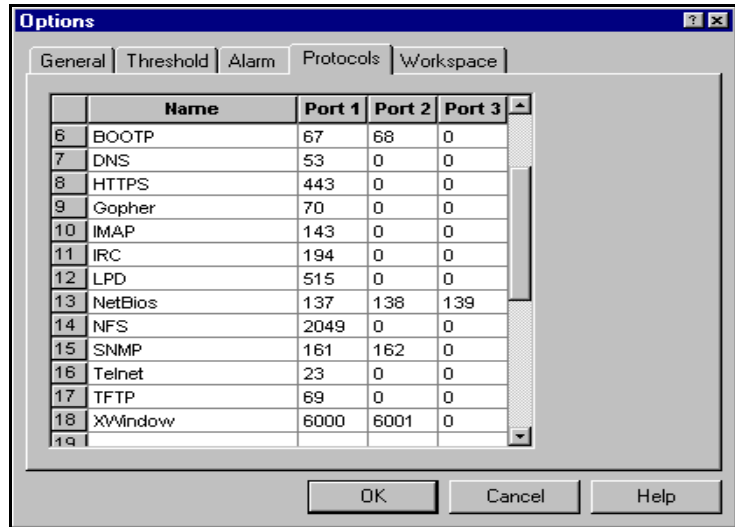 Options
General Threshold Alarm Protocols Workspace
Name Port 1 Port 2 Port 3
6 BOOTP 67 68 0
7 DNS 53 0 0
8 HTTPS 443 0 0
9 Gopher 70 0 0
10 IMAP 143 0 0
11 IRC 194 0 0
12 LPD 515 0 0
13 NetBios 137 138 139
14 NFS 2049 0 0
15 SNMP 161 162 0
16 Telnet 23 0 0
17 TFTP 69 0 0
18 XWindow 6000 6001 0
19
OK Cancel Help